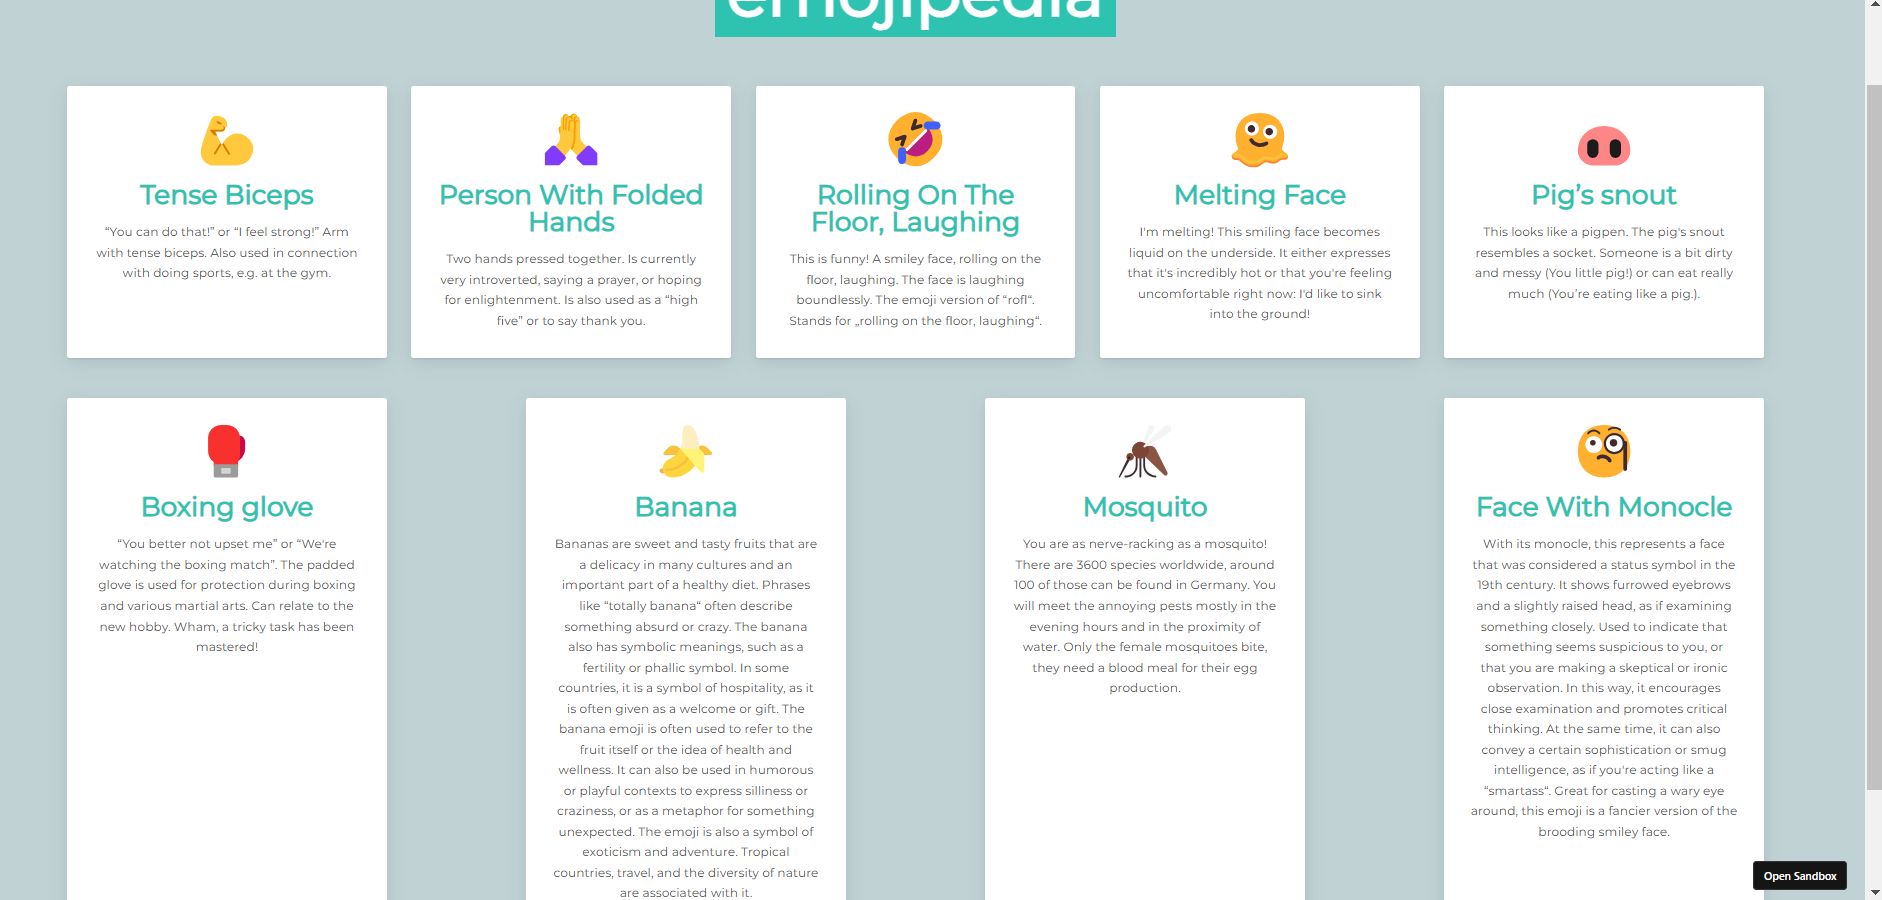 emojipedia
Tense Biceps
“You can do that!” or “I feel strong!” Arm
with tense biceps. Also used in connection
with doing sports, e.g. at the gym.
Person With Folded
Hands
Two hands pressed together. Is currently
very introverted, saying a prayer, or hoping
for enlightenment. Is also used as a “high
five” or to say thank you.
Rolling On The
Floor, Laughing
This is funny! A smiley face, rolling on the
floor, laughing. The face is laughing
boundlessly. The emoji version of “rofl“.
Stands for „rolling on the floor, laughing“.
Melting Face
I'm melting! This smiling face becomes
liquid on the underside. It either expresses
that it's incredibly hot or that you're feeling
uncomfortable right now: I'd like to sink
into the ground!
Pig’s snout
This looks like a pigpen. The pig's snout
resembles a socket. Someone is a bit dirty
and messy (You little pig!) or can eat really
much (You’re eating like a pig.).
Boxing glove
“You better not upset me” or “We're
watching the boxing match”. The padded
glove is used for protection during boxing
and various martial arts. Can relate to the
new hobby. Wham, a tricky task has been
mastered!
Banana
Bananas are sweet and tasty fruits that are
a delicacy in many cultures and an
important part of a healthy diet. Phrases
like “totally banana“ often describe
something absurd or crazy. The banana
also has symbolic meanings, such as a
fertility or phallic symbol. In some
countries, it is a symbol of hospitality, as it
is often given as a welcome or gift. The
banana emoji is often used to refer to the
fruit itself or the idea of health and
wellness. It can also be used in humorous
or playful contexts to express silliness or
craziness, or as a metaphor for something
unexpected. The emoji is also a symbol of
exoticism and adventure. Tropical
countries, travel, and the diversity of nature
are associated with it.
Mosquito
You are as nerve-racking as a mosquito!
There are 3600 species worldwide, around
100 of those can be found in Germany. You
will meet the annoying pests mostly in the
evening hours and in the proximity of
water. Only the female mosquitoes bite,
they need a blood meal for their egg
production.
Face With Monocle
With its monocle, this represents a face
that was considered a status symbol in the
19th century. It shows furrowed eyebrows
and a slightly raised head, as if examining
something closely. Used to indicate that
something seems suspicious to you, or
that you are making a skeptical or ironic
observation. In this way, it encourages
close examination and promotes critical
thinking. At the same time, it can also
convey a certain sophistication or smug
intelligence, as if you're acting like a
“smartass“. Great for casting a wary eye
around, this emoji is a fancier version of the
brooding smiley face.
Open Sandbox